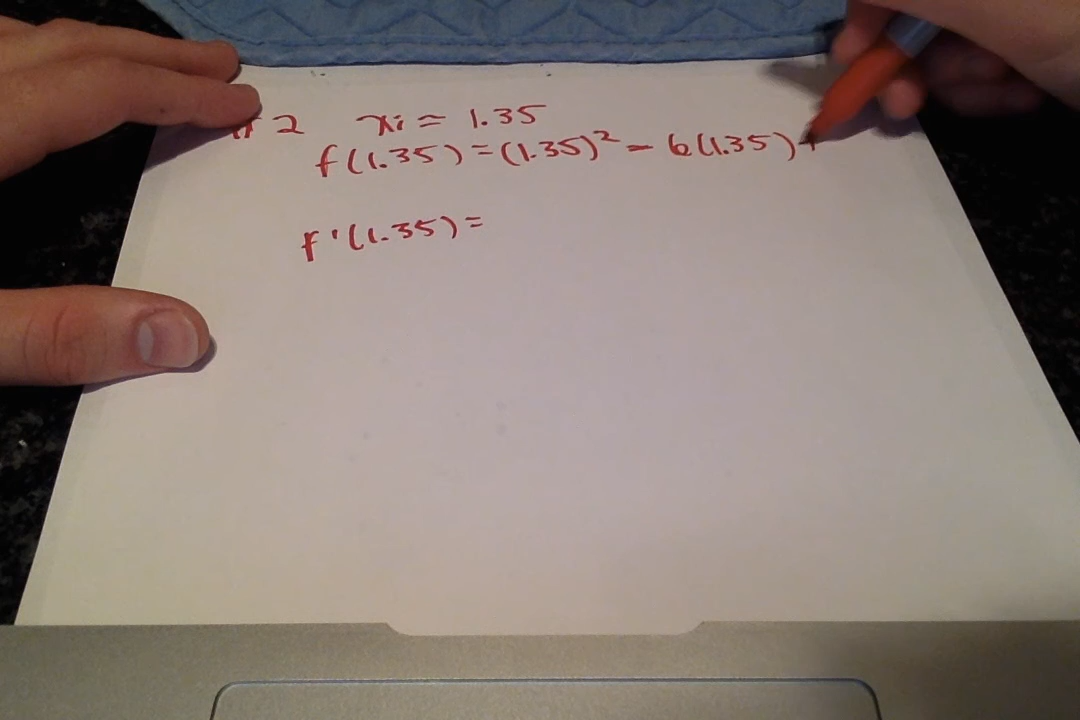 # 2 xi = 1.35
f(1.35) = (1.35)² - 6(1.35) +
f'(1.35) =